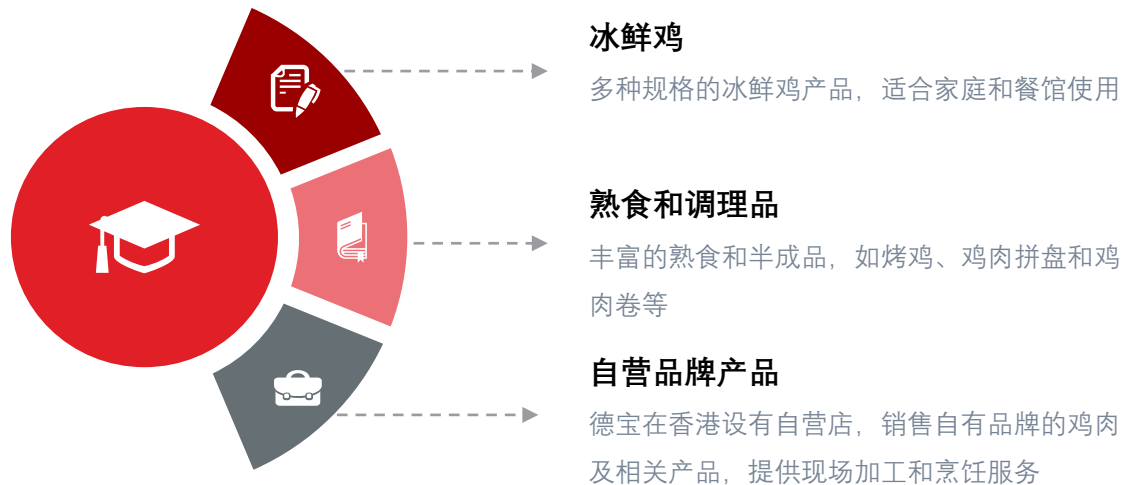 冰鲜鸡
多种规格的冰鲜鸡产品，适合家庭和餐馆使用
熟食和调理品
丰富的熟食和半成品，如烤鸡、鸡肉拼盘和鸡
肉卷等
自营品牌产品
德宝在香港设有自营店，销售自有品牌的鸡肉
及相关产品，提供现场加工和烹饪服务